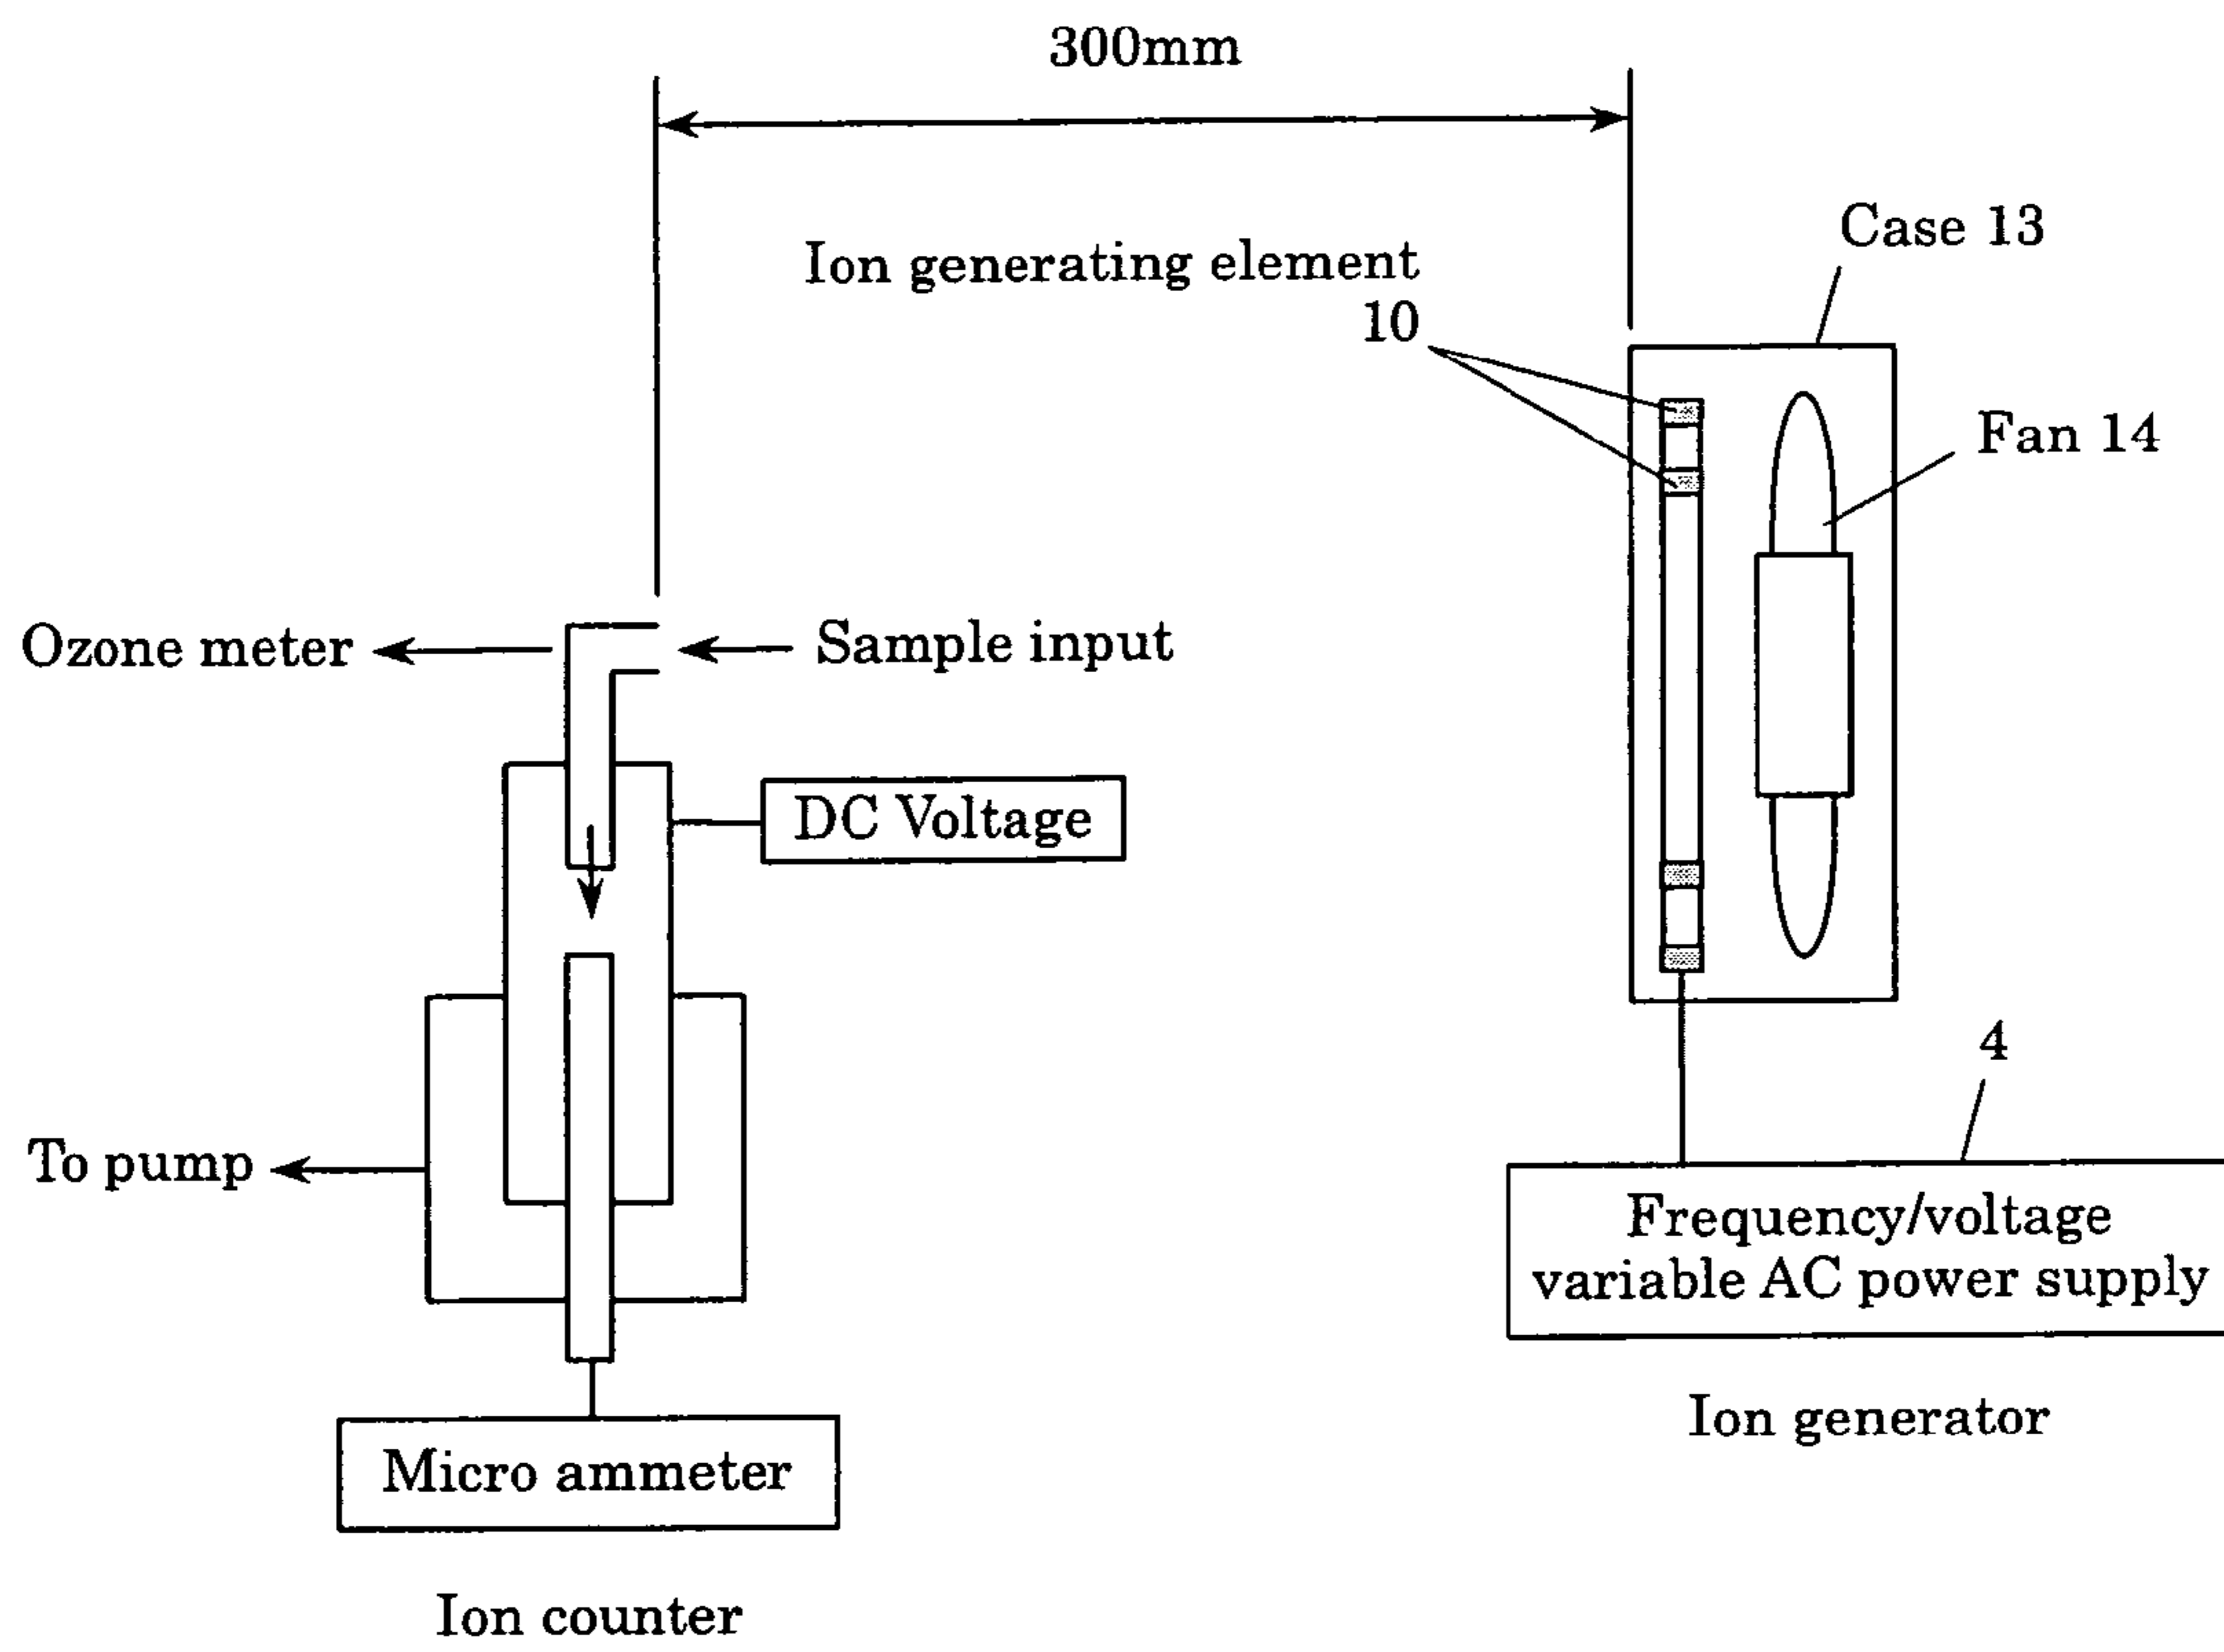 300mm
Case 13
Ion generating element
10
Fan 14
Ozone meter
Sample input
DC Voltage
4
To pump
Frequency/voltage
variable AC power supply
Ion generator
Micro ammeter
Ion counter